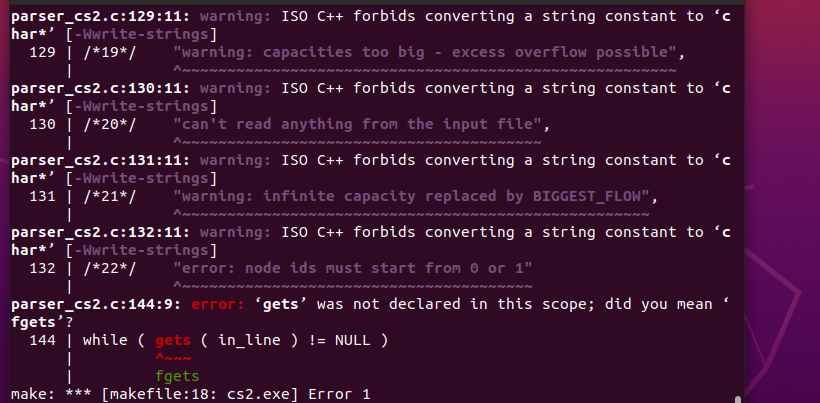 parser_cs2.c:129:11: warning: ISO C++ forbids converting a string constant to ‘c
har*’ [-Wwrite-strings]
  129 | /*19*/    "warning: capacities too big - excess overflow possible",
      |           ^~~~~~~~~~~~~~~~~~~~~~~~~~~~~~~~~~~~~~~~~~~~~~~~~~~~~~~~~
parser_cs2.c:130:11: warning: ISO C++ forbids converting a string constant to ‘c
har*’ [-Wwrite-strings]
  130 | /*20*/    "can't read anything from the input file",
      |           ^~~~~~~~~~~~~~~~~~~~~~~~~~~~~~~~~~~~~~~~~
parser_cs2.c:131:11: warning: ISO C++ forbids converting a string constant to ‘c
har*’ [-Wwrite-strings]
  131 | /*21*/    "warning: infinite capacity replaced by BIGGEST_FLOW",
      |           ^~~~~~~~~~~~~~~~~~~~~~~~~~~~~~~~~~~~~~~~~~~~~~~~~~~~~
parser_cs2.c:132:11: warning: ISO C++ forbids converting a string constant to ‘c
har*’ [-Wwrite-strings]
  132 | /*22*/    "error: node ids must start from 0 or 1"
      |           ^~~~~~~~~~~~~~~~~~~~~~~~~~~~~~~~~~~~~~~~
parser_cs2.c:144:9: error: ‘gets’ was not declared in this scope; did you mean ‘
fgets’?
  144 | while ( gets ( in_line ) != NULL )
      |         ^~~~
      |         fgets
make: *** [makefile:18: cs2.exe] Error 1